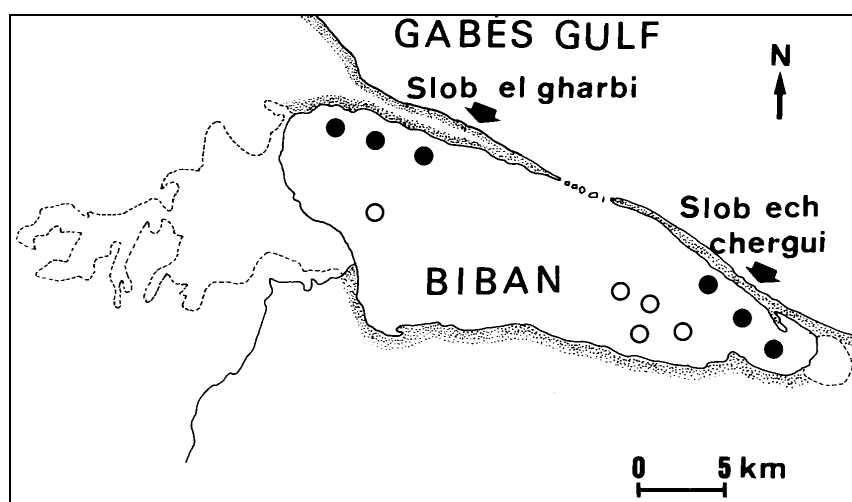 GABÈS GULF
N
Slob el gharbi
Slob ech
chergui
BIBAN
0 5 km